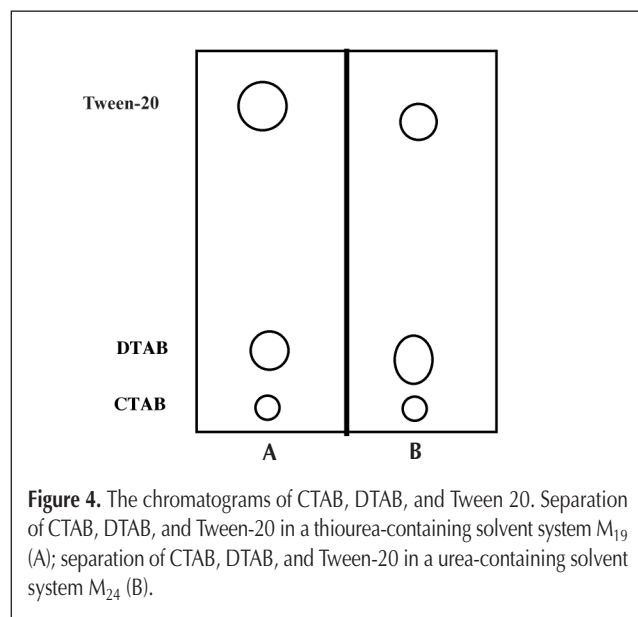 Tween-20
DTAB
CTAB
A B
Figure 4. The chromatograms of CTAB, DTAB, and Tween 20. Separation
of CTAB, DTAB, and Tween-20 in a thiourea-containing solvent system M₁₉
(A); separation of CTAB, DTAB, and Tween-20 in a urea-containing solvent
system M₂₄ (B).